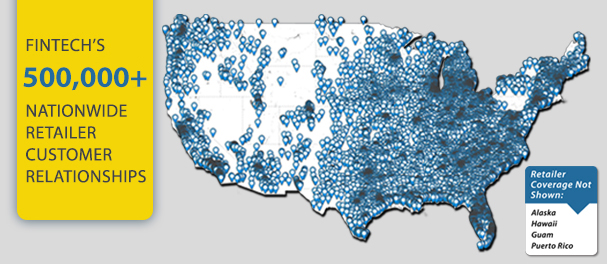 FINTECH'S
500,000+
NATIONWIDE
RETAILER
CUSTOMER
RELATIONSHIPS
Retailer
Coverage Not
Shown:
Alaska
Hawaii
Guam
Puerto Rico